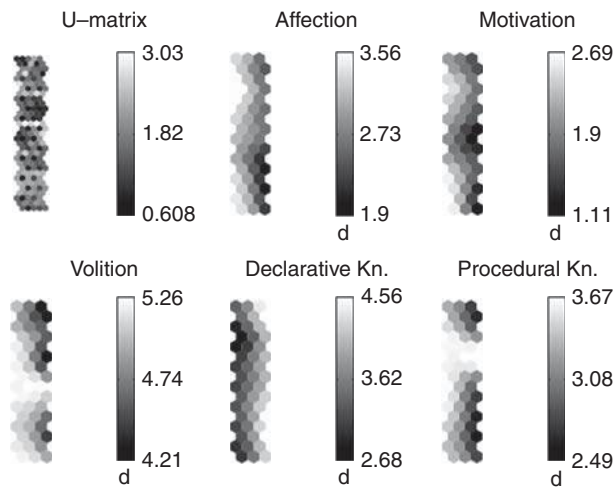 U–matrix
3.03
1.82
0.608
Affection
3.56
2.73
1.9
d
Motivation
2.69
1.9
1.11
d
Volition
5.26
4.74
4.21
d
Declarative Kn.
4.56
3.62
2.68
d
Procedural Kn.
3.67
3.08
2.49
d